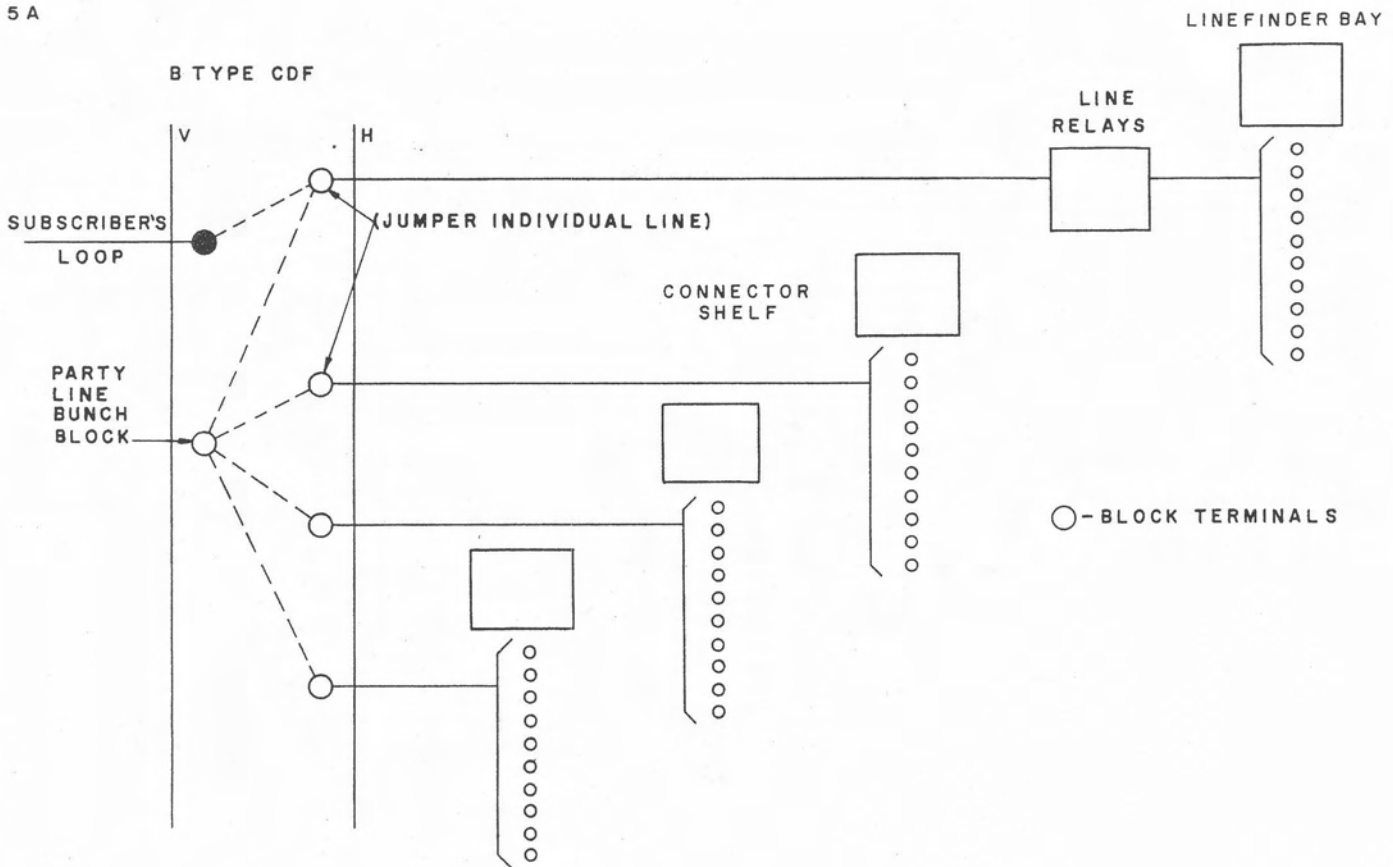 5 A
LINEFINDER BAY
B TYPE CDF
LINE
RELAYS
V
H
SUBSCRIBER'S
LOOP
(JUMPER INDIVIDUAL LINE)
CONNECTOR
SHELF
PARTY
LINE
BUNCH
BLOCK
-BLOCK TERMINALS